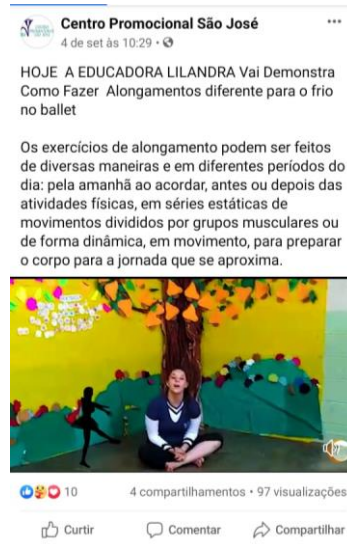 Centro Promocional São José
4 de set às 10:29 •
HOJE A EDUCADORA LILANDRA Vai Demonstra
Como Fazer Alongamentos diferente para o frio
no ballet
Os exercícios de alongamento podem ser feitos
de diversas maneiras e em diferentes períodos do
dia: pela amanhã ao acordar, antes ou depois das
atividades físicas, em séries estáticas de
movimentos divididos por grupos musculares ou
de forma dinâmica, em movimento, para preparar
o corpo para a jornada que se aproxima.
10
4 compartilhamentos • 97 visualizações
Curtir
Comentar
Compartilhar